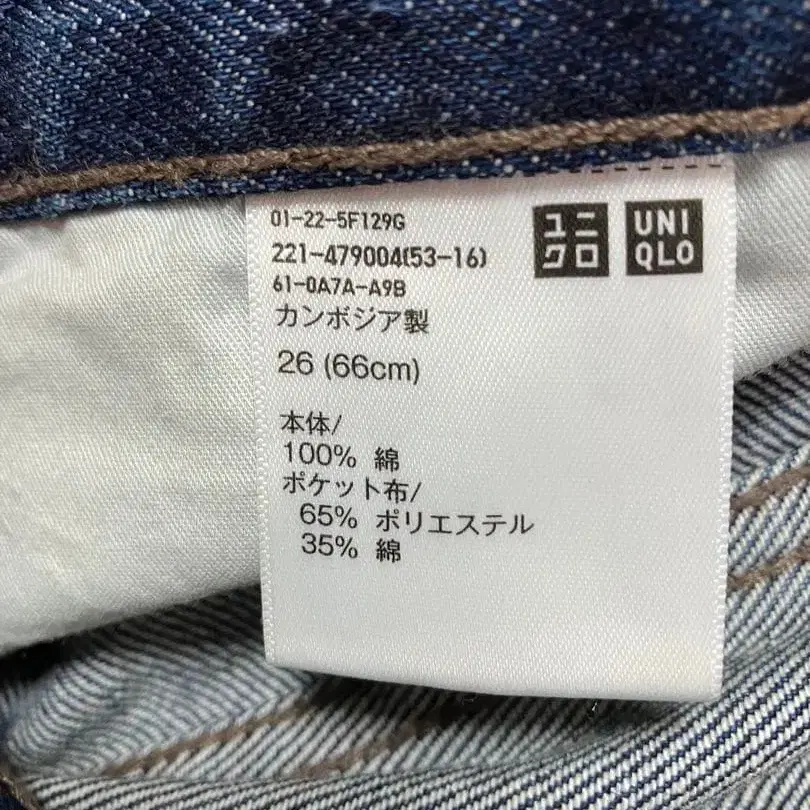 01-22-5F129G
221-479004(53-16)
61-0A7A-A9B
カンボジア製
26 (66cm)
本体/
100% 綿
ポケット布/
65% ポリエステル
35% 綿
ユニ
クロ
UNI
QLO